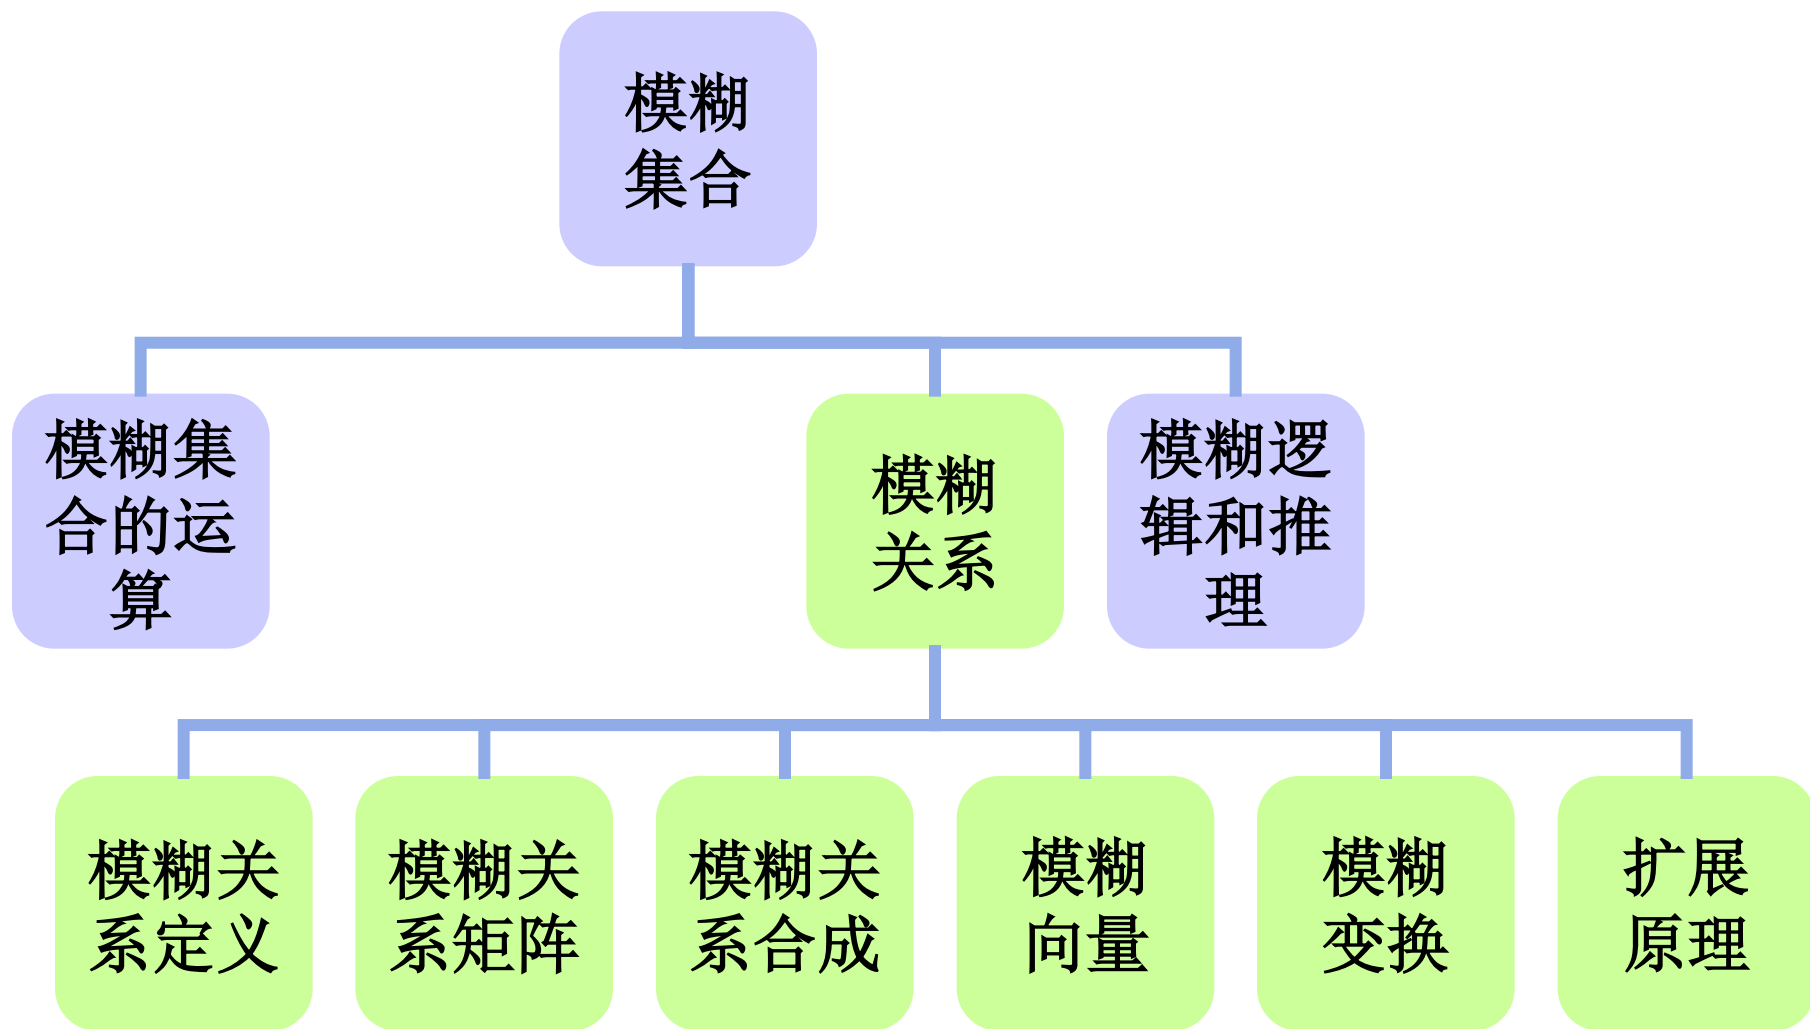 模糊
集合
模糊集
合的运
算
模糊
关系
模糊逻
辑和推
理
模糊关
系定义
模糊关
系矩阵
模糊关
系合成
模糊
向量
模糊
变换
扩展
原理